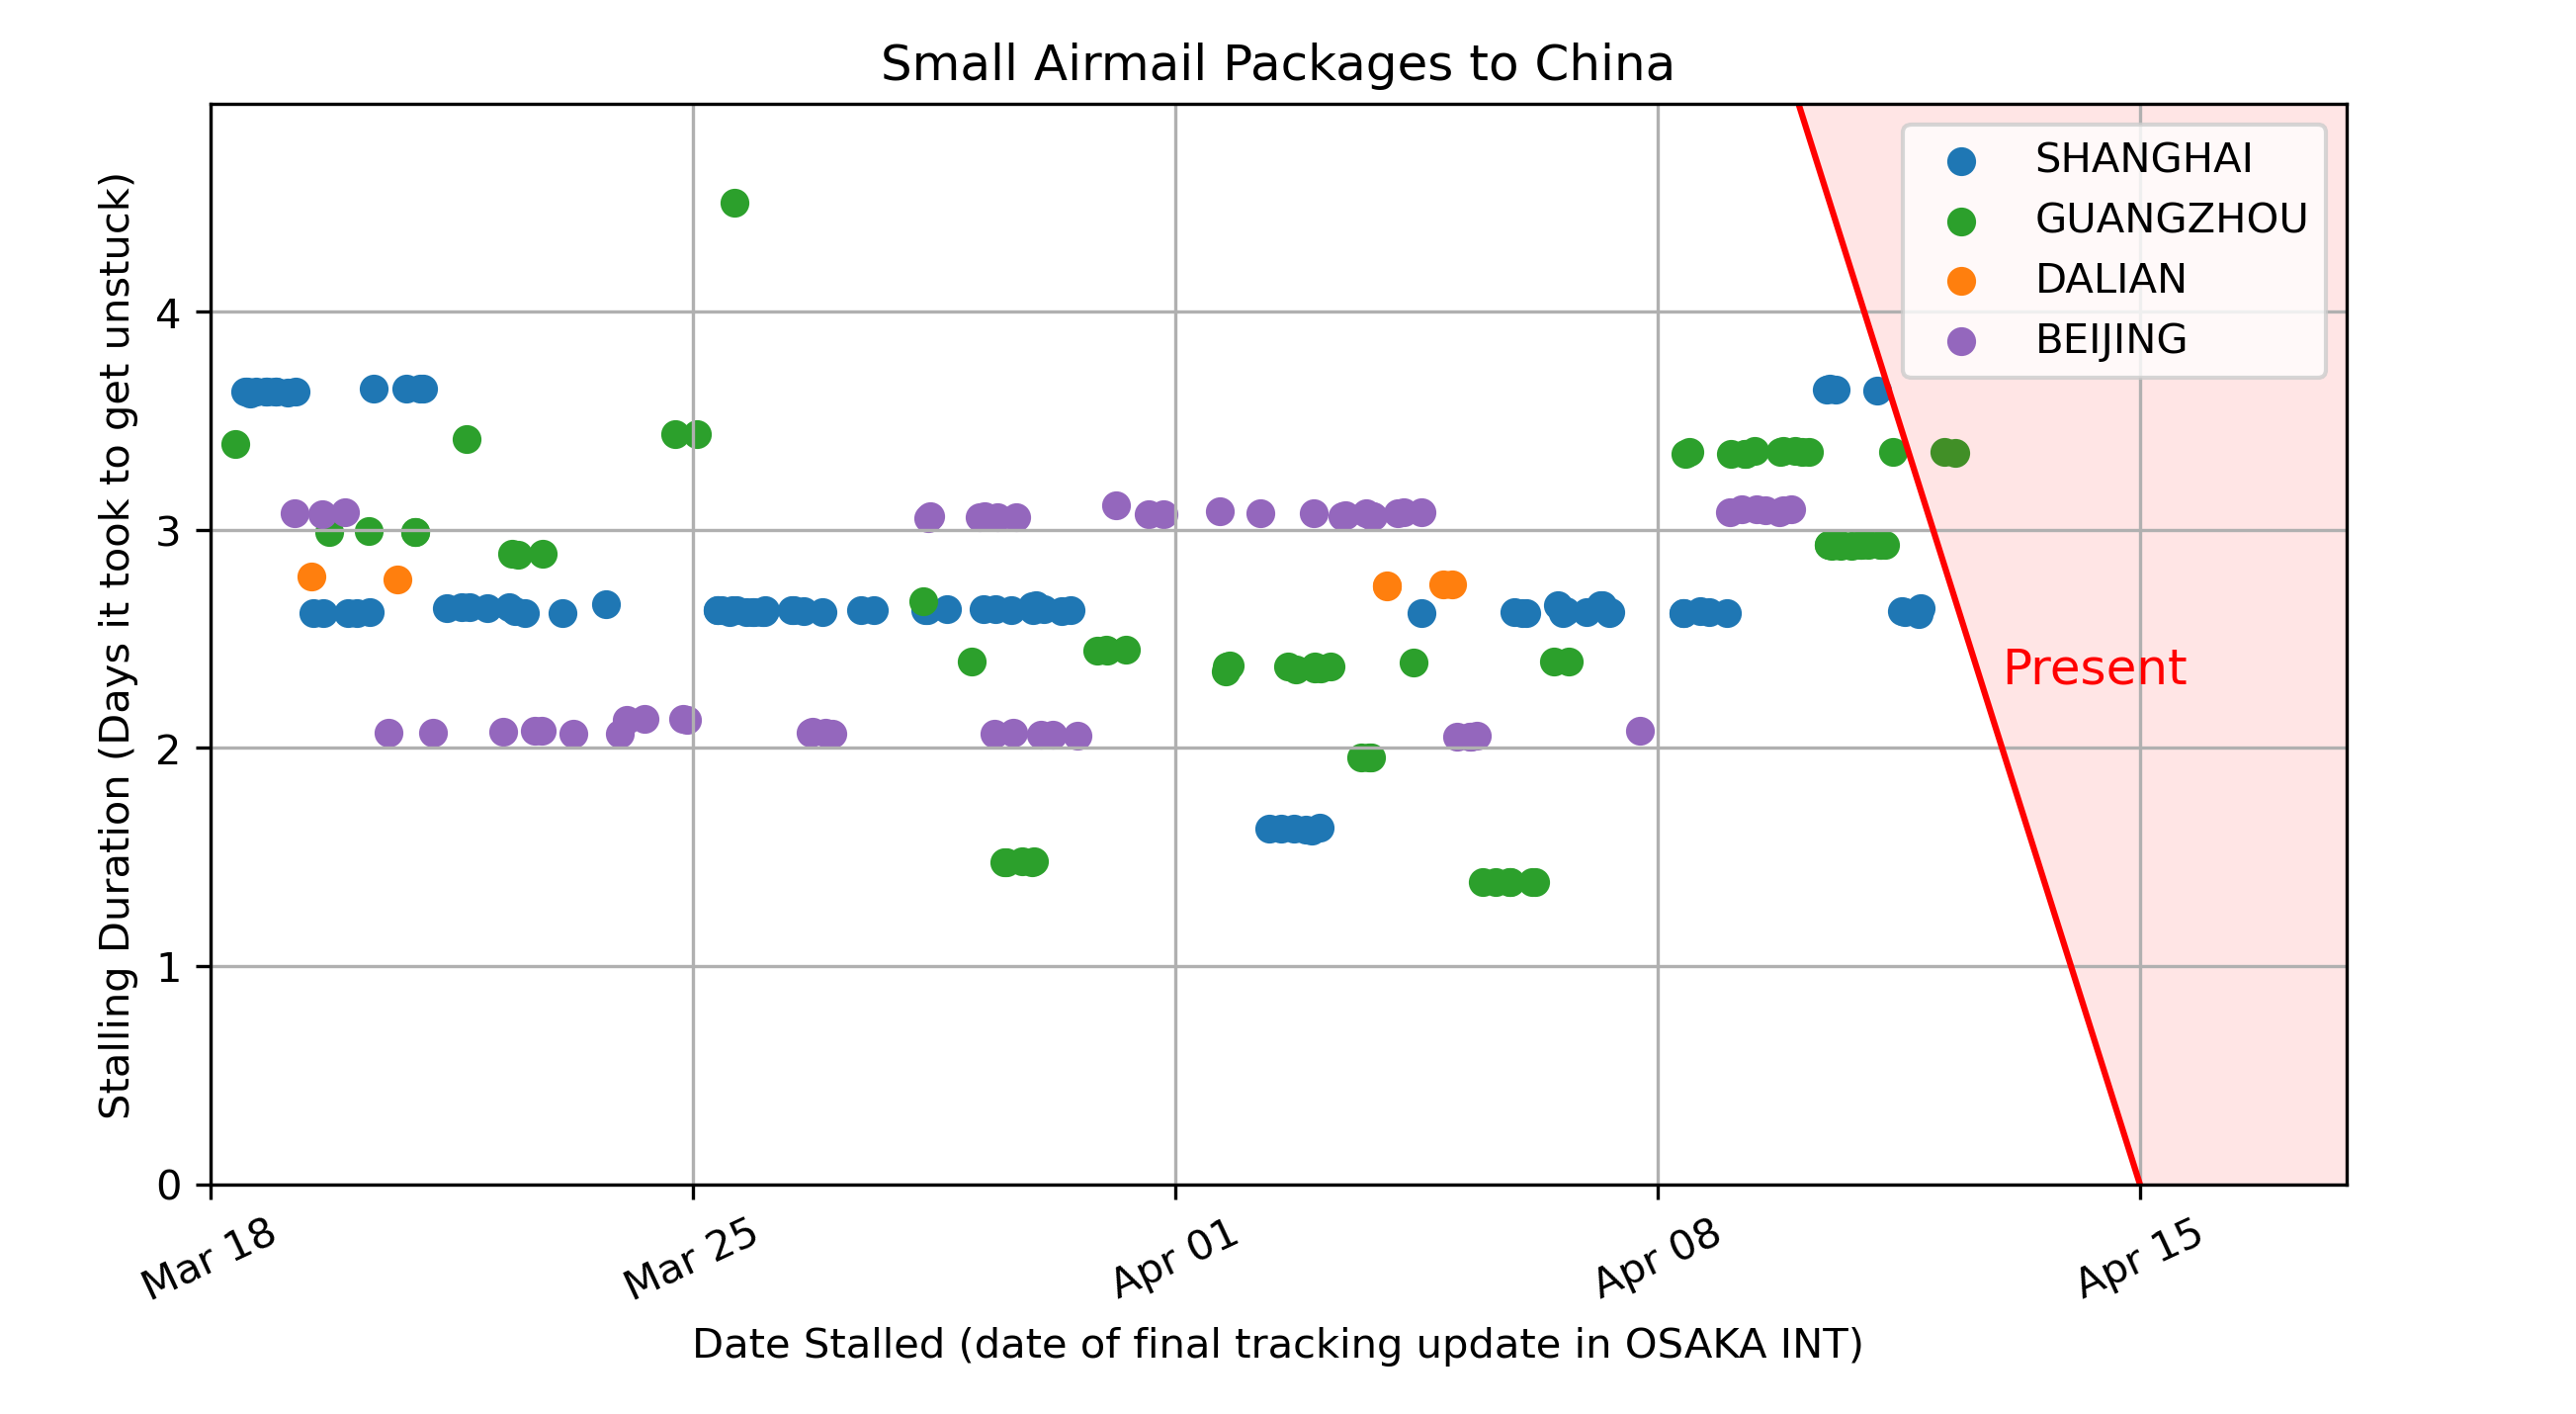 Small Airmail Packages to China
Stalling Duration (Days it took to get unstuck)
4
3
2
1
0
SHANGHAI
GUANGZHOU
DALIAN
BEIJING
Present
Mar 18
Mar 25
Apr 01
Apr 08
Apr 15
Date Stalled (date of final tracking update in OSAKA INT)